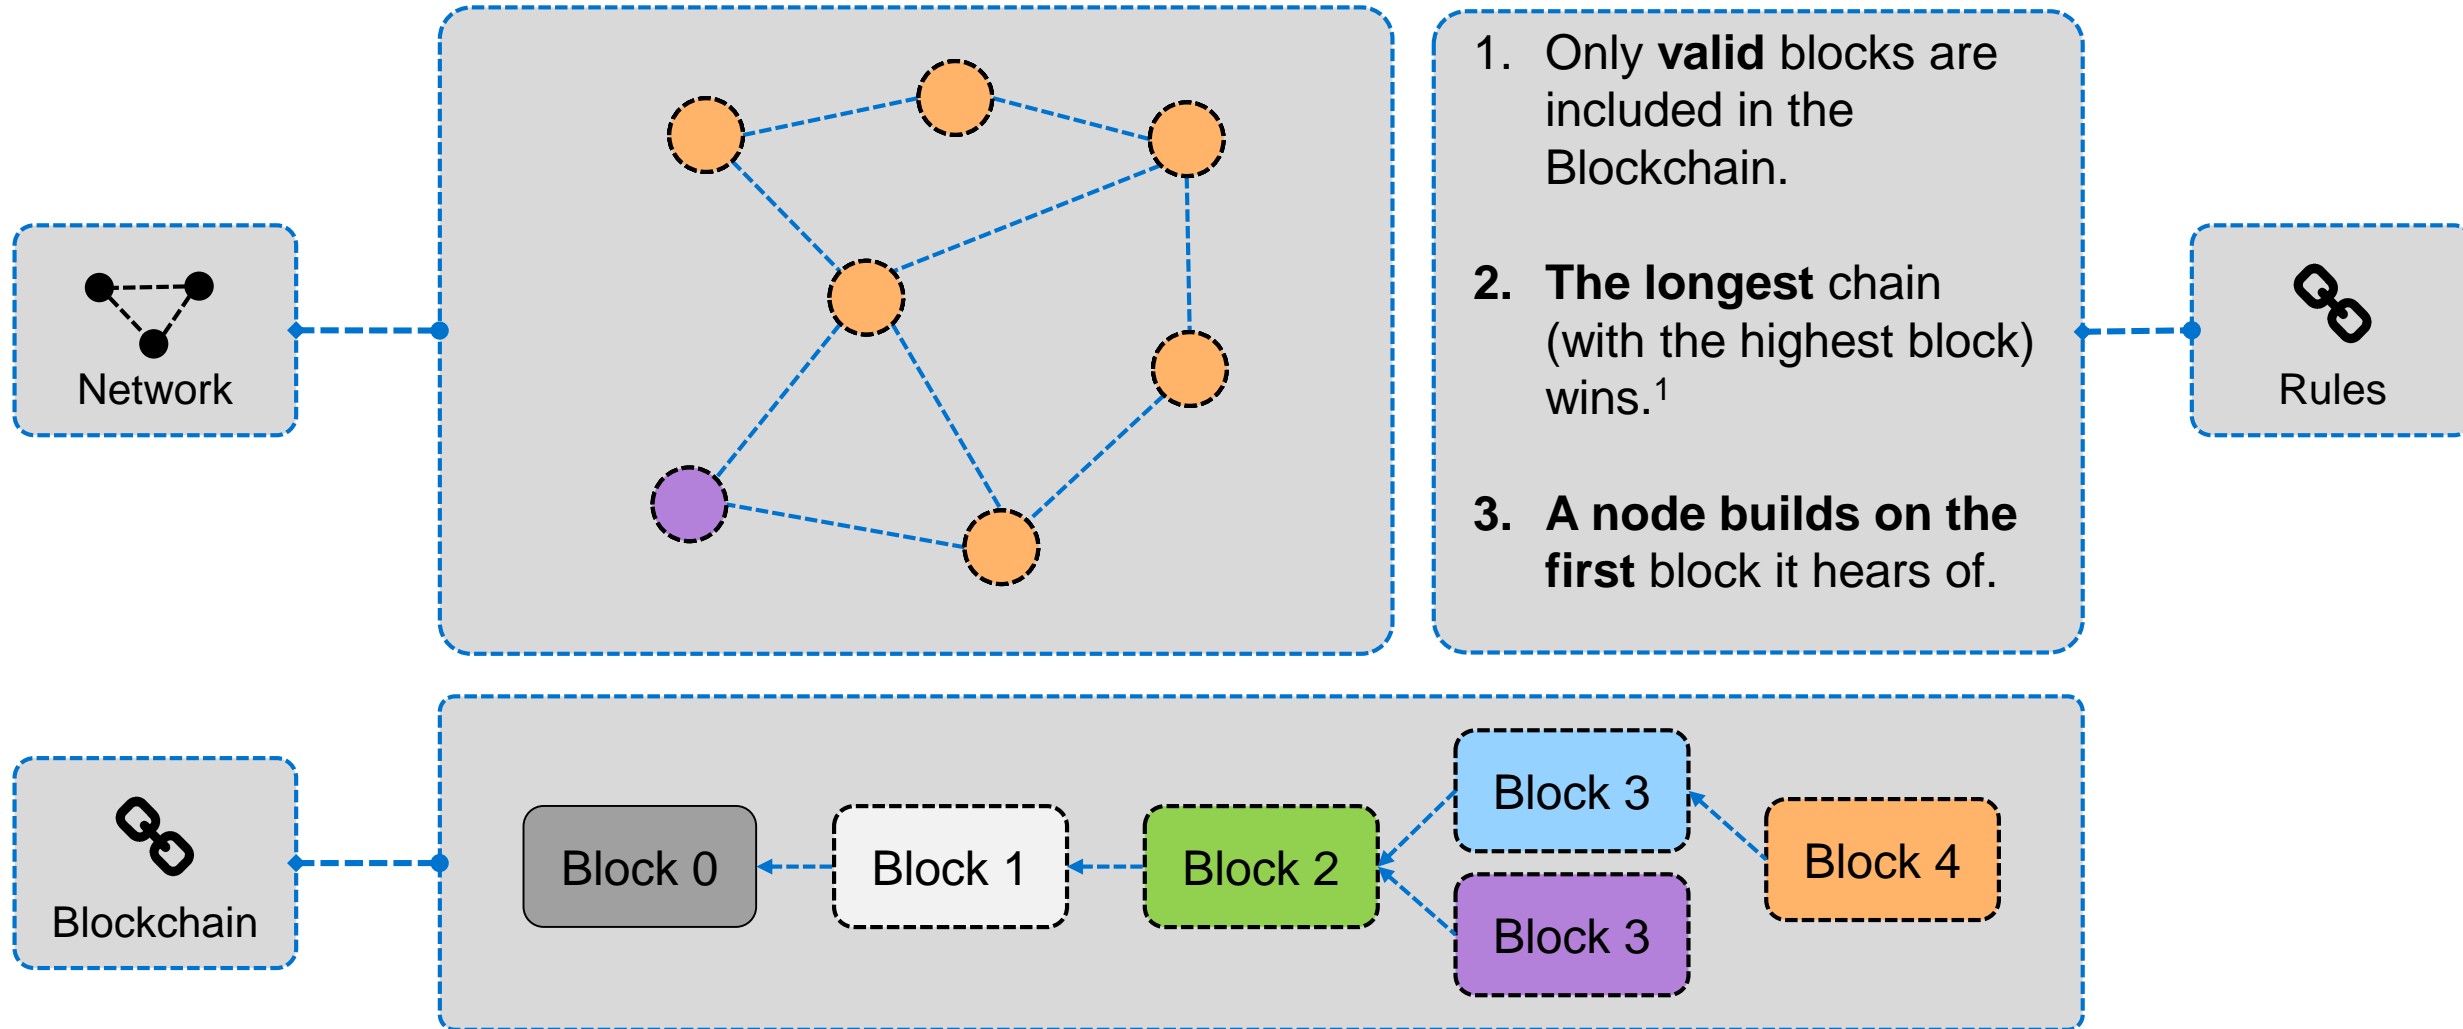 Network
1. Only valid blocks are
included in the
Blockchain.
2. The longest chain
(with the highest block)
wins.¹
3. A node builds on the
first block it hears of.
Rules
Blockchain
Block 0
Block 1
Block 2
Block 3
Block 3
Block 4